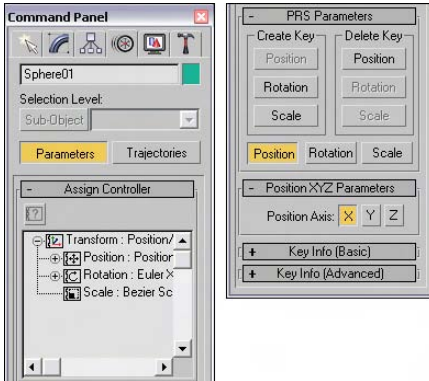 Command Panel
Sphere01
Selection Level:
Sub-Object
Parameters Trajectories
- Assign Controller
Transform : Position/
Position : Position
Rotation : Euler X
Scale : Bezier Sc
- PRS Parameters
Create Key Delete Key
Position Position
Rotation Rotation
Scale Scale
Position Rotation Scale
- Position XYZ Parameters
Position Axis: X Y Z
+ Key Info (Basic)
+ Key Info (Advanced)